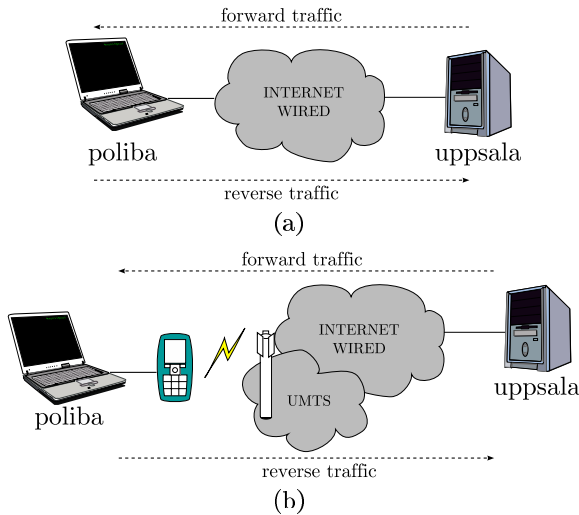 forward traffic
INTERNET
WIRED
poliba
uppsala
reverse traffic
(a)
forward traffic
INTERNET
WIRED
UMTS
poliba
uppsala
reverse traffic
(b)